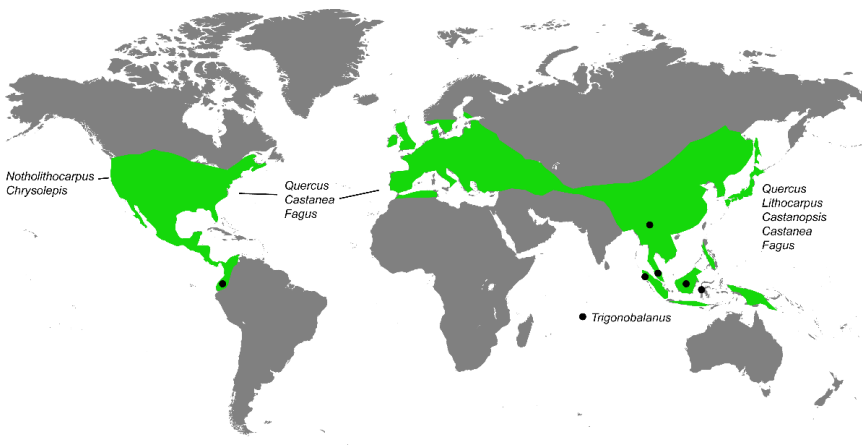 Notholithocarpus
Chrysolepis
Quercus
Castanea
Fagus
Quercus
Lithocarpus
Castanopsis
Castanea
Fagus
Trigonobalanus